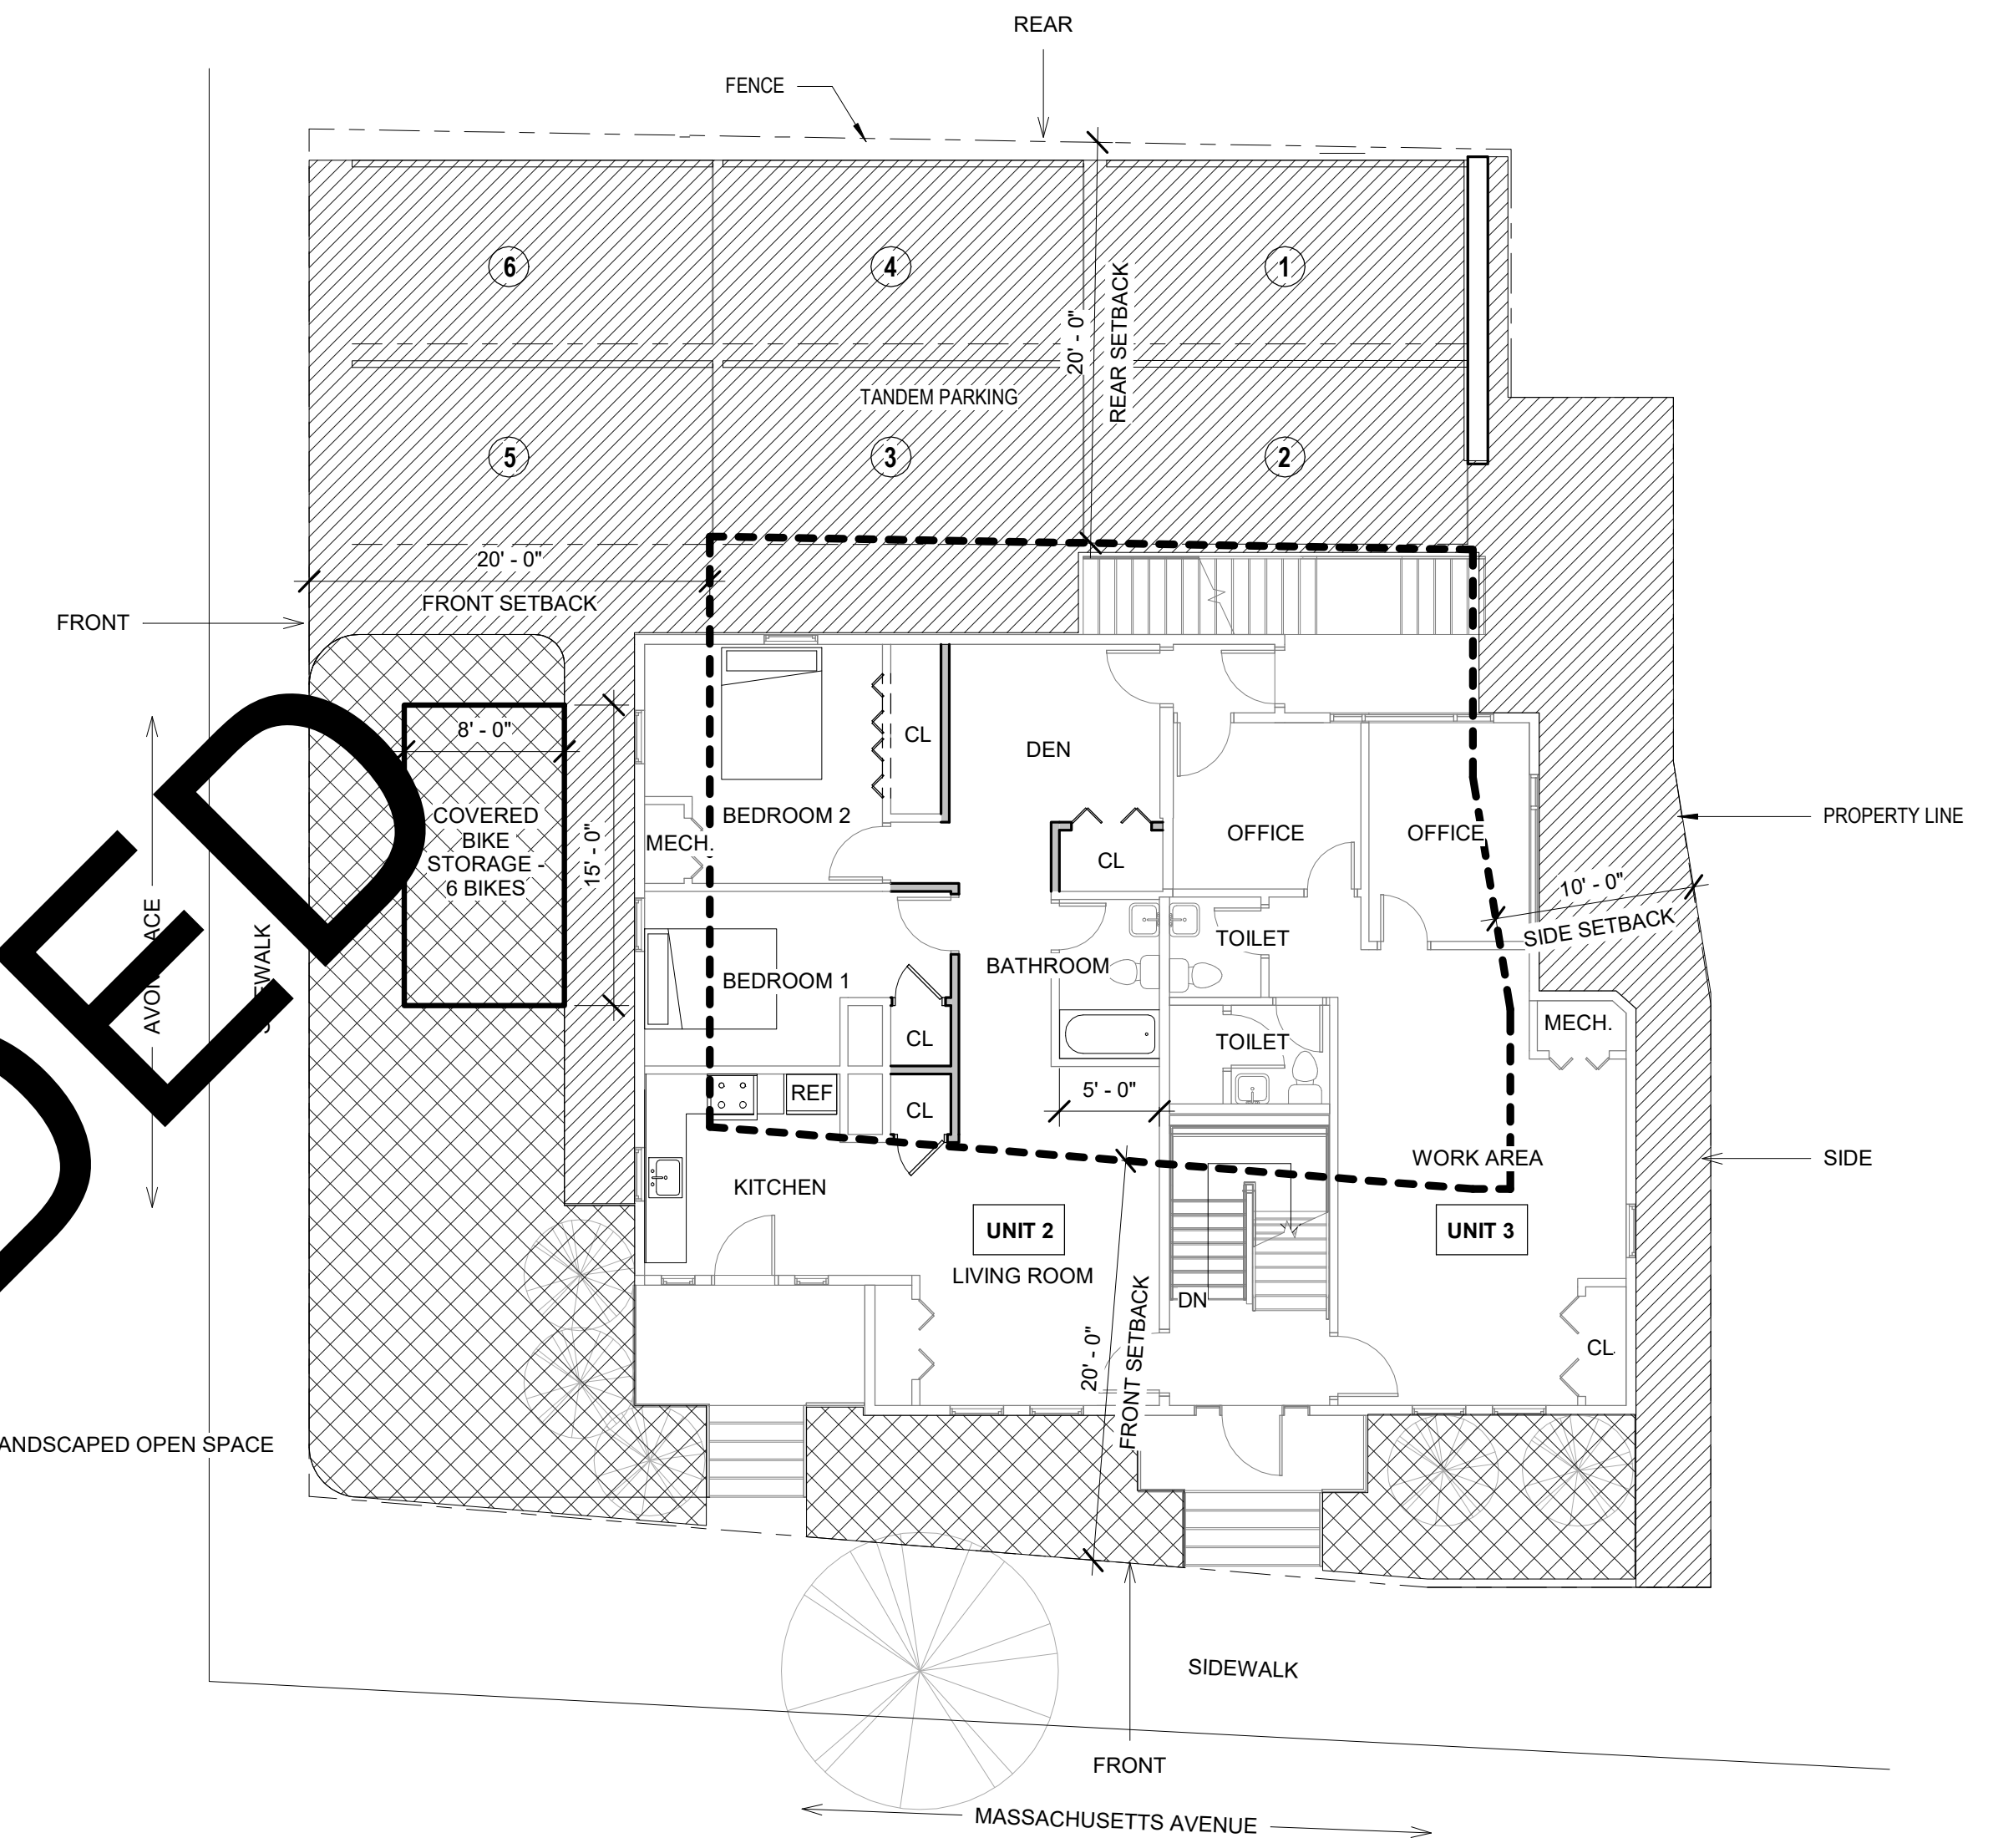 REAR
FENCE
6
4
1
20' - 0"
REAR SETBACK
TANDEM PARKING
5
3
2
20' - 0"
FRONT SETBACK
FRONT
8' - 0"
CL
DEN
COVERED
BIKE
STORAGE -
6 BIKES
15' - 0"
BEDROOM 2
MECH.
CL
OFFICE
OFFICE
PROPERTY LINE
10' - 0"
SIDE SETBACK
TOILET
BATHROOM
BEDROOM 1
MECH.
CL
TOILET
REF
5' - 0"
CL
WORK AREA
SIDE
KITCHEN
UNIT 2
UNIT 3
LIVING ROOM
DN
20' - 0"
FRONT SETBACK
CL
ANDSCAPED OPEN SPACE
SIDEWALK
FRONT
MASSACHUSETTS AVENUE
DED